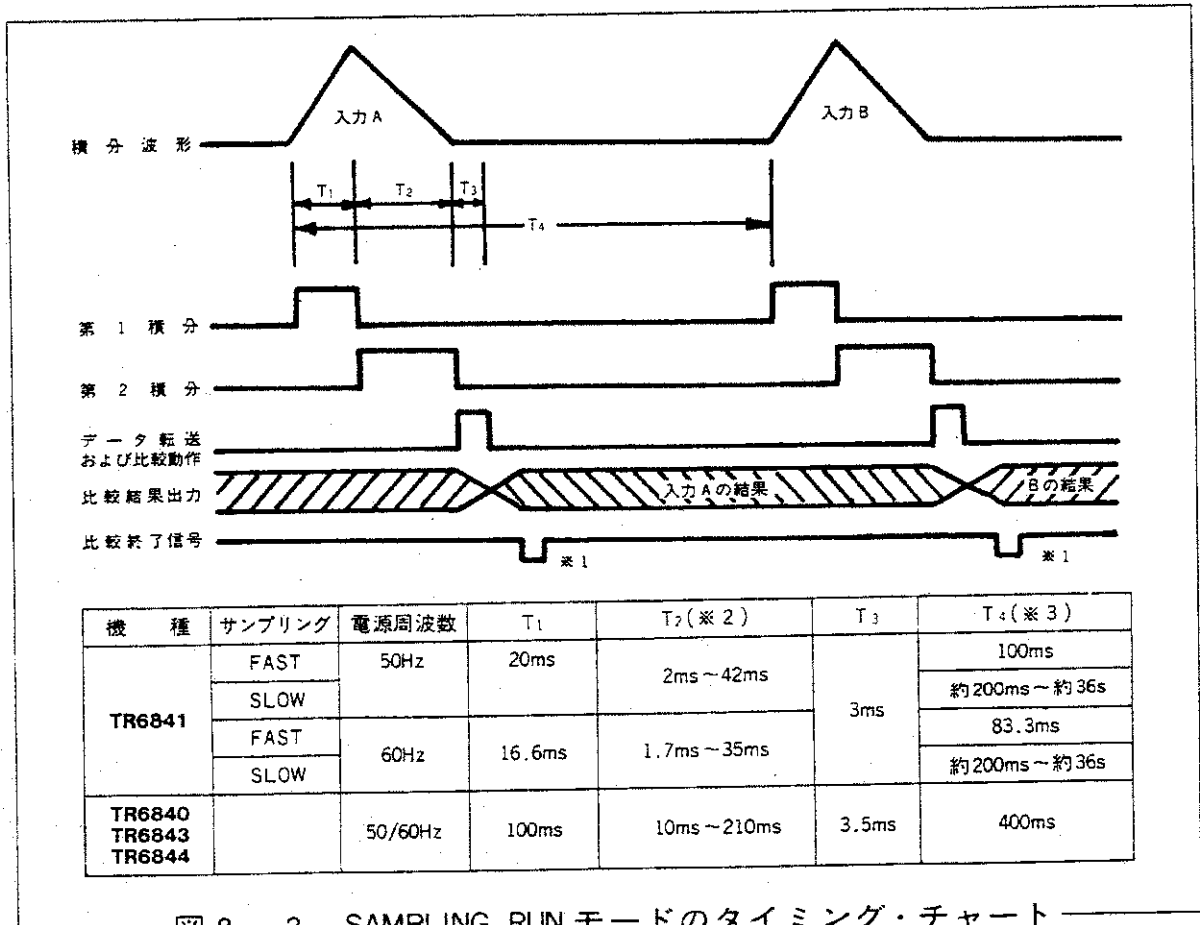 入力A
入力B
積分波形
T1 T2 T3
T4
第1積分
第2積分
データ転送
および比較動作
比較結果出力 入力Aの結果 Bの結果
比較終了信号 ※1 ※1
機種 サンプリング 電源周波数 T1 T2(※2) T3 T4(※3)
TR6841 FAST 50Hz 20ms 2ms~42ms 3ms 100ms
SLOW 約200ms~約36s
FAST 60Hz 16.6ms 1.7ms~35ms 83.3ms
SLOW 約200ms~約36s
TR6840
TR6843 50/60Hz 100ms 10ms~210ms 3.5ms 400ms
TR6844
SAMPLING RUN モードのタイミング・チャート